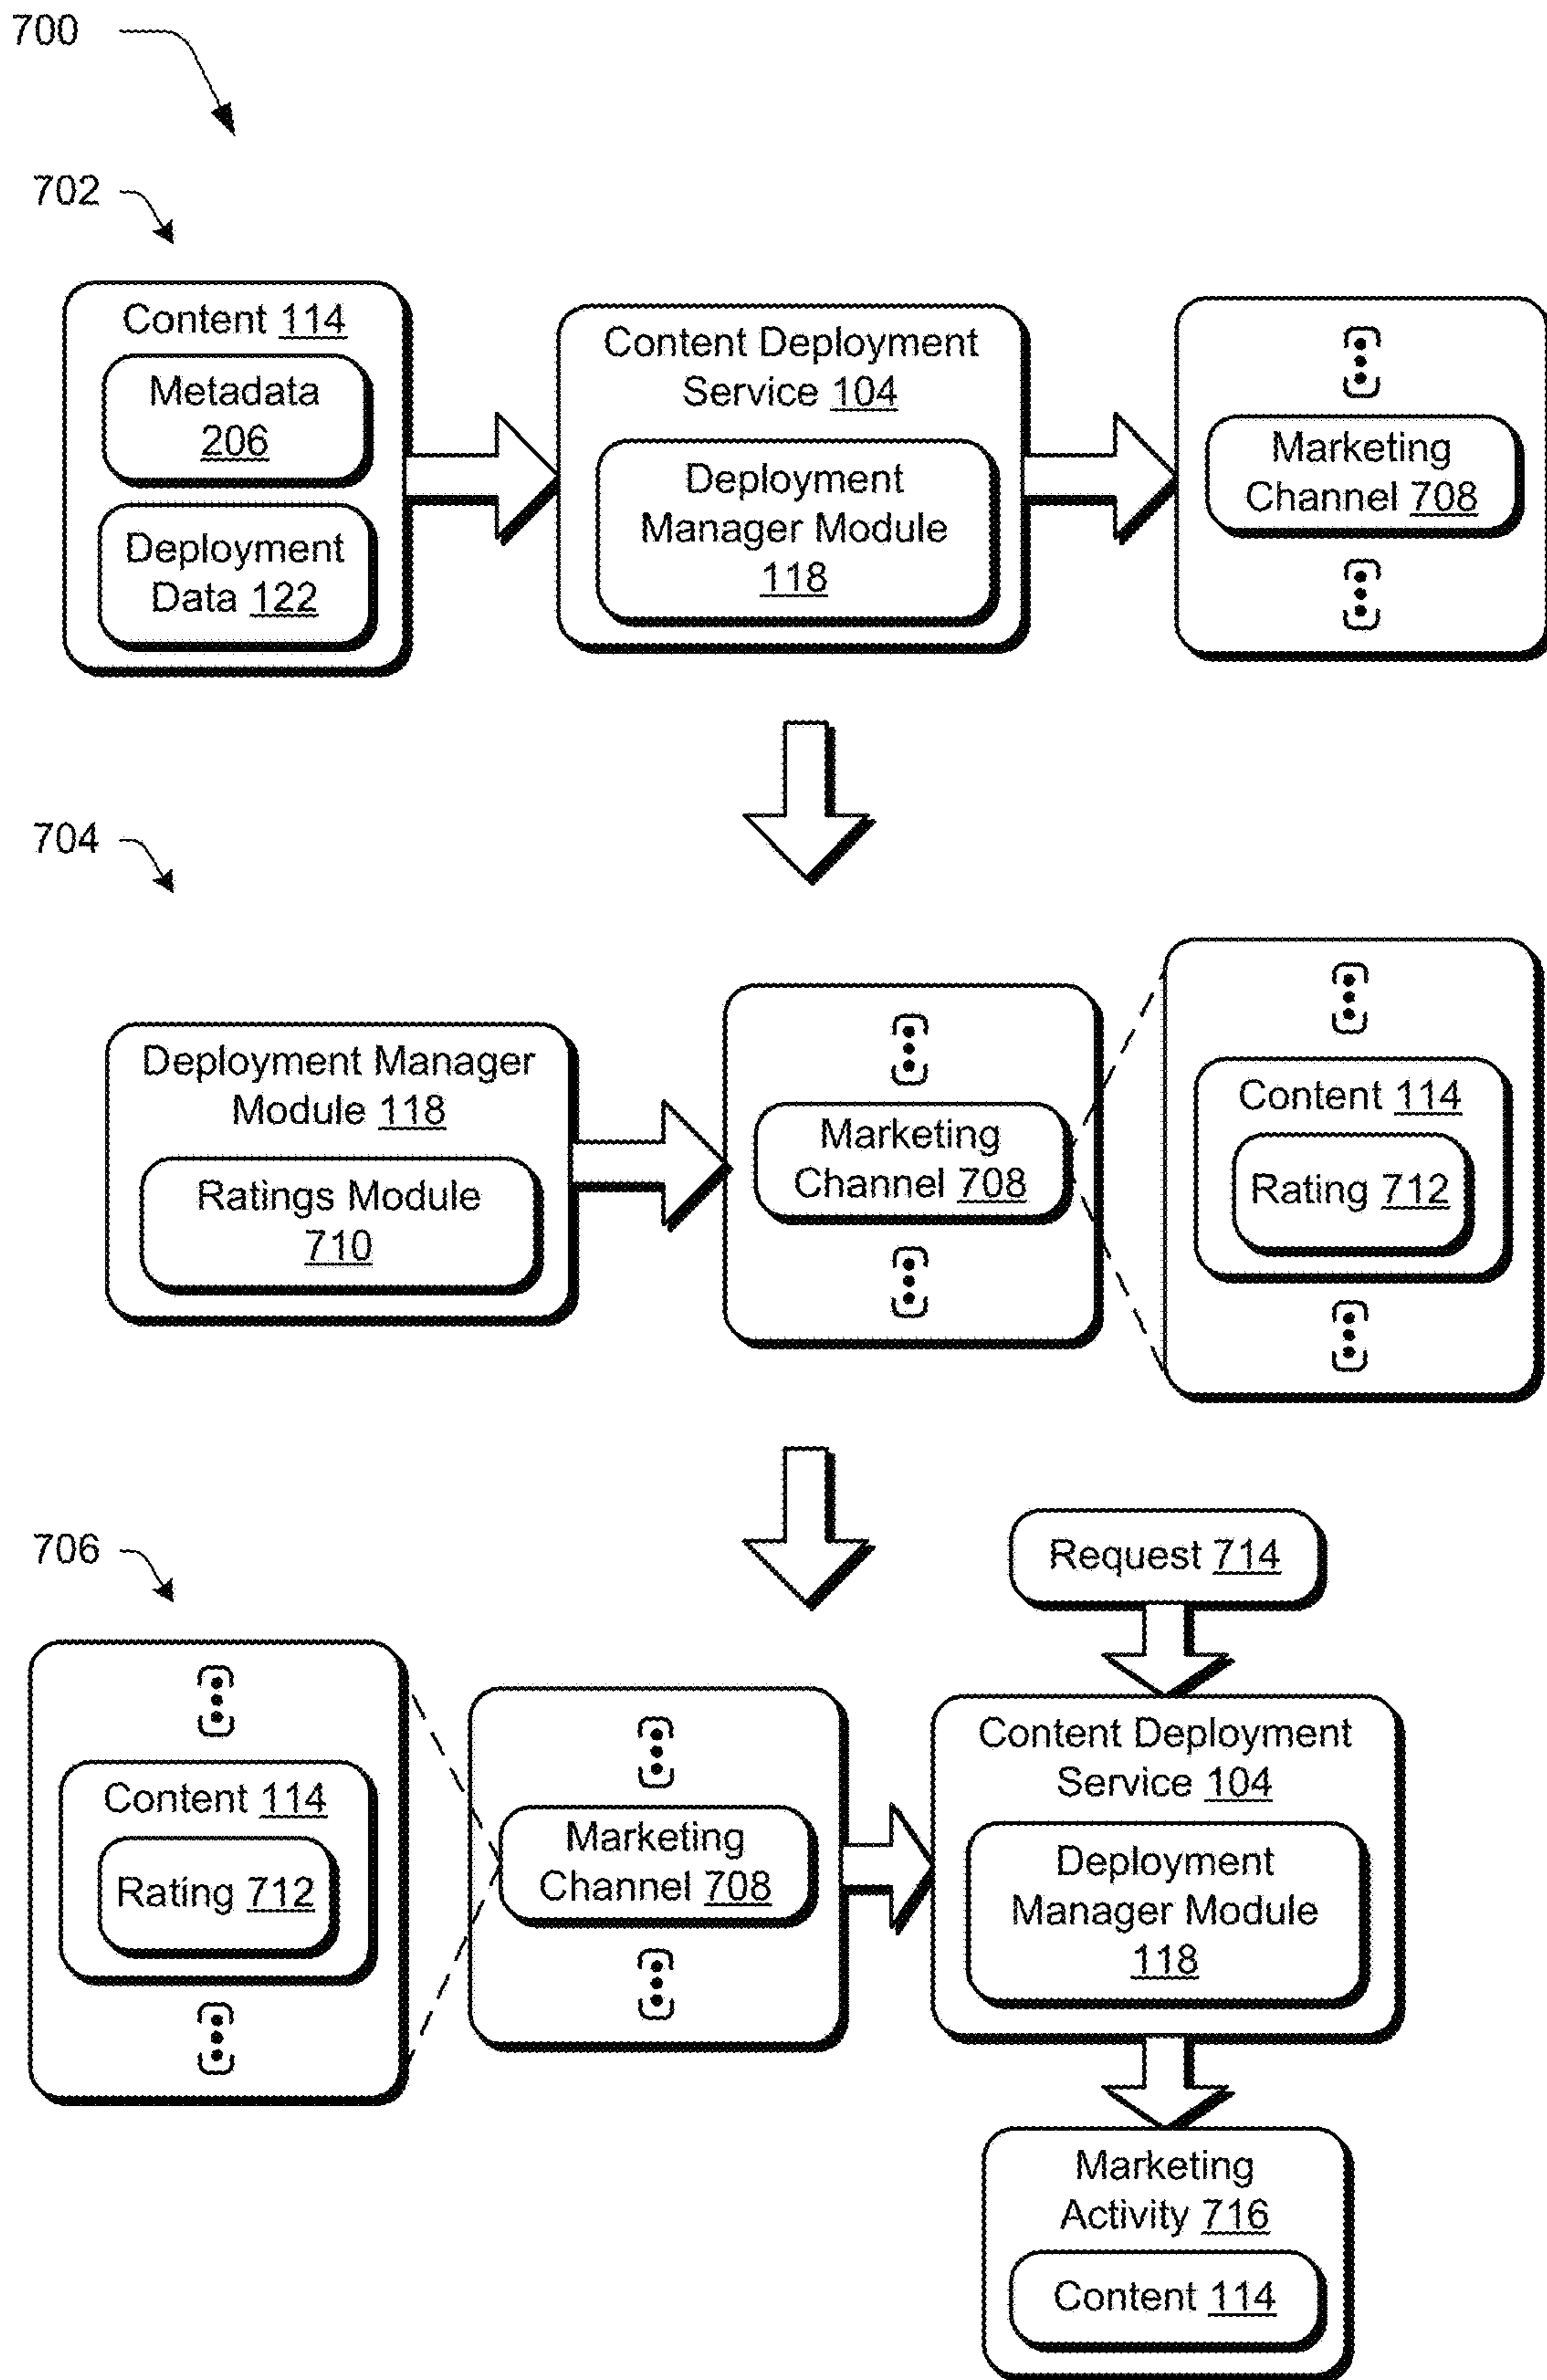 700
702
Content 114
Metadata
206
Deployment
Data 122
Content Deployment
Service 104
Deployment
Manager Module
118
Marketing
Channel 708
704
Deployment Manager
Module 118
Ratings Module
710
Marketing
Channel 708
Content 114
Rating 712
706
Request 714
Content 114
Rating 712
Marketing
Channel 708
Content Deployment
Service 104
Deployment
Manager Module
118
Marketing
Activity 716
Content 114